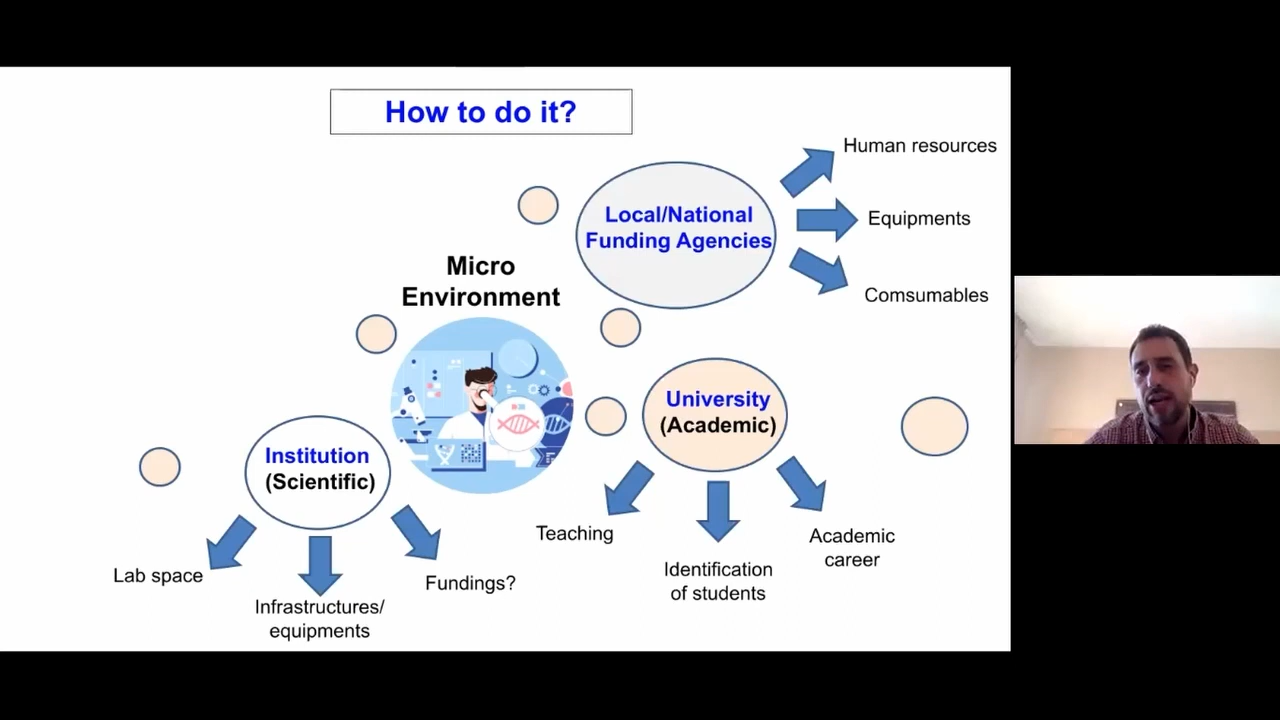 How to do it?
Human resources
Local/National
Funding Agencies
Equipments
Comsumables
Micro
Environment
University
(Academic)
Institution
(Scientific)
Teaching
Identification
of students
Academic
career
Lab space
Infrastructures/
equipments
Fundings?